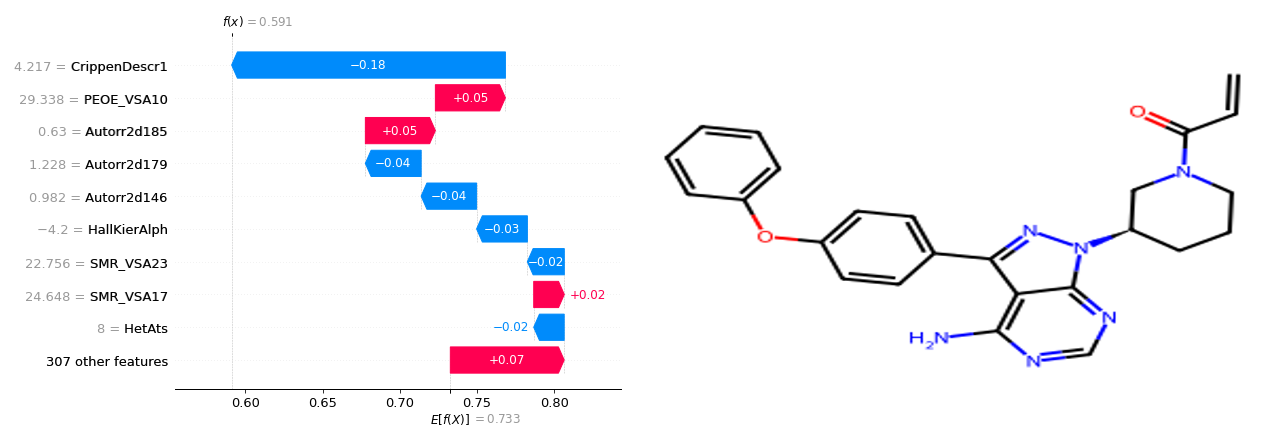 f(x) = 0.591
4.217 = CrippenDescr1 −0.18
29.338 = PEOE_VSA10 +0.05
0.63 = Autorr2d185 +0.05
1.228 = Autorr2d179 −0.04
0.982 = Autorr2d146 −0.04
−4.2 = HallKierAlph −0.03
22.756 = SMR_VSA23 −0.02
24.648 = SMR_VSA17 +0.02
8 = HetAts −0.02
307 other features +0.07
0.60 0.65 0.70 0.75 0.80
E[f(X)] = 0.733
O
N
O
N
N
N
H₂N
N